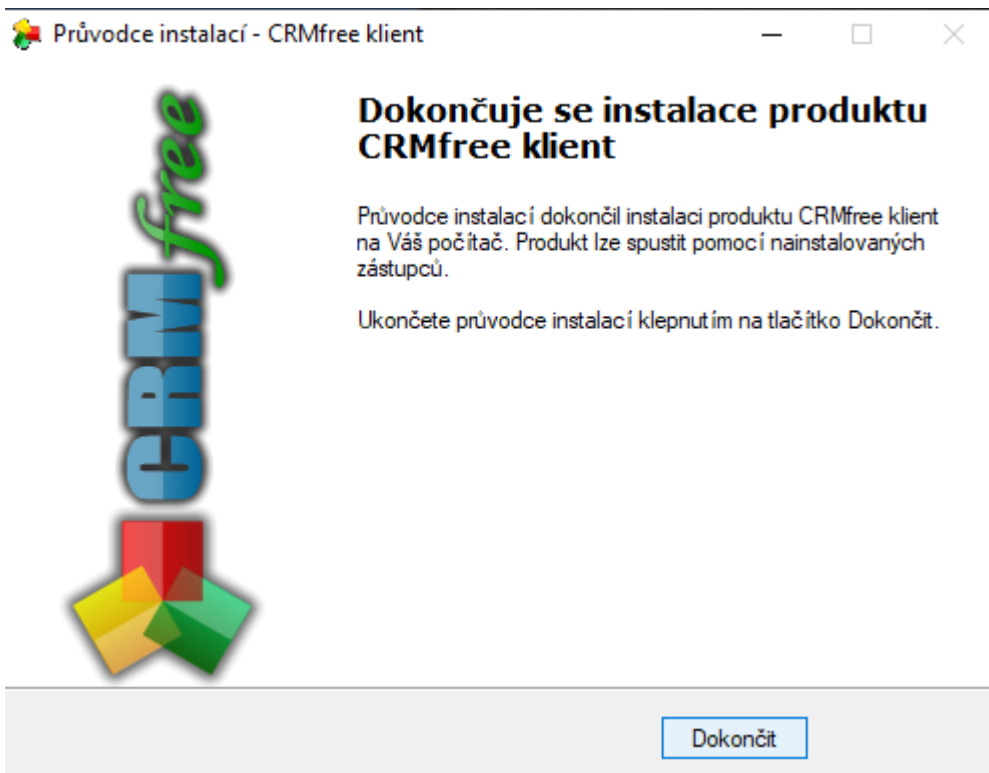 Průvodce instalací - CRMfree klient
CRMfree
Dokončuje se instalace produktu
CRMfree klient
Průvodce instalací dokončil instalaci produktu CRMfree klient
na Váš počítač. Produkt lze spustit pomocí nainstalovaných
zástupců.
Ukončete průvodce instalací klepnutím na tlačítko Dokončit.
Dokončit